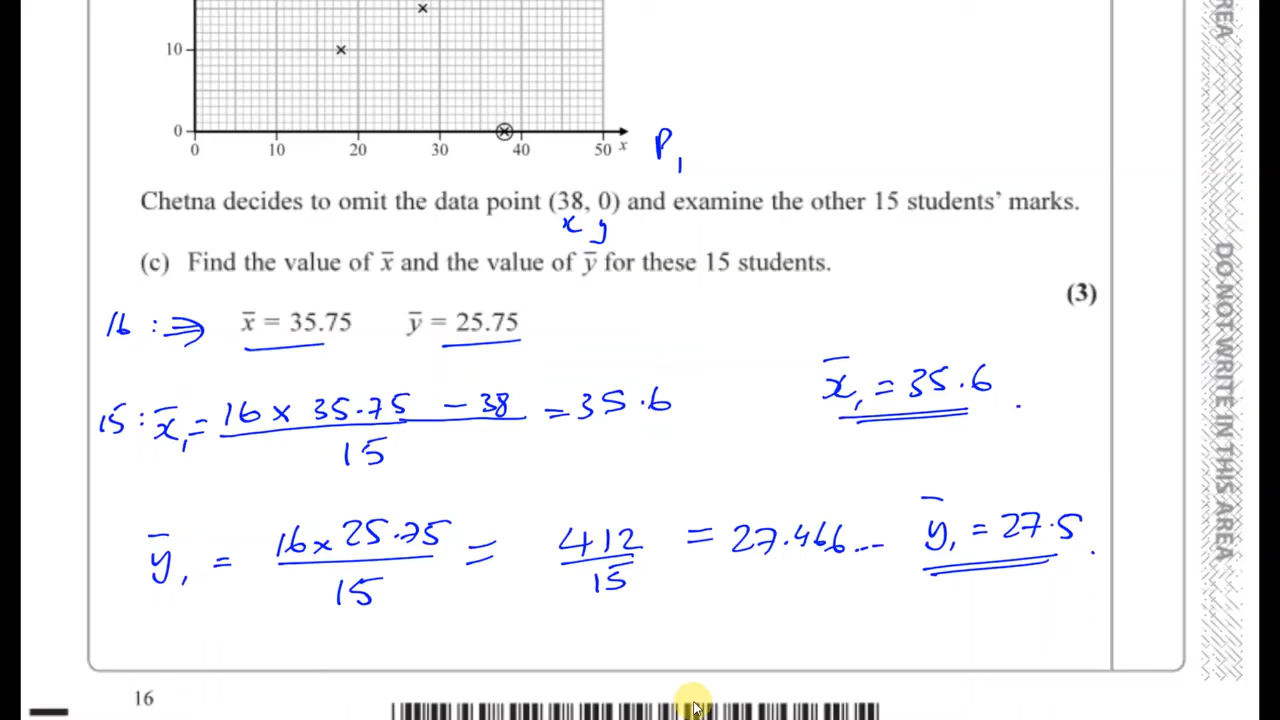 10
0
0 10 20 30 40 50 x
P₁
Chetna decides to omit the data point (38, 0) and examine the other 15 students' marks.
x y
(c) Find the value of x̄ and the value of ȳ for these 15 students.
(3)
16 : ⇒ x̄ = 35.75 ȳ = 25.75
15 : x̄₁ = (16 × 35.75 − 38) / 15 = 35.6
x̄₁ = 35.6 .
ȳ₁ = (16 × 25.75) / 15 = 412 / 15 = 27.466...
ȳ₁ = 27.5 .
16
AREA
DO NOT WRITE IN THIS AREA